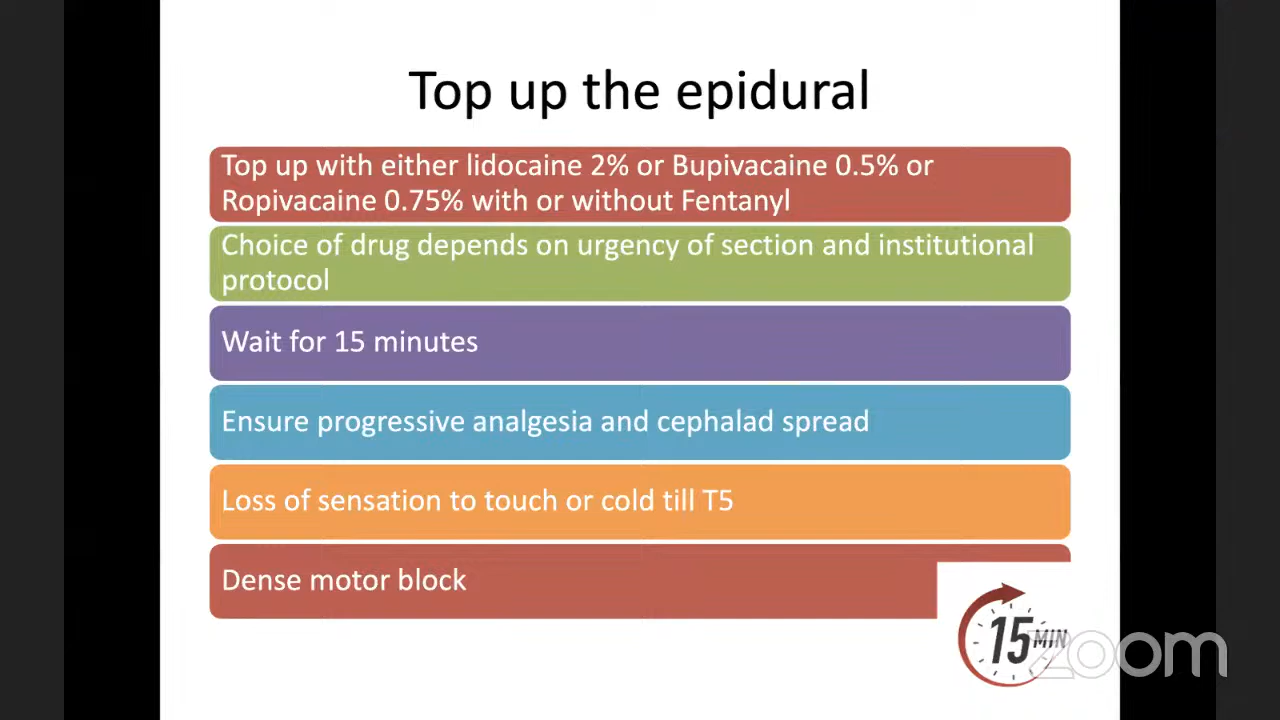 Top up the epidural
Top up with either lidocaine 2% or Bupivacaine 0.5% or
Ropivacaine 0.75% with or without Fentanyl
Choice of drug depends on urgency of section and institutional
protocol
Wait for 15 minutes
Ensure progressive analgesia and cephalad spread
Loss of sensation to touch or cold till T5
Dense motor block
15 MIN
zoom